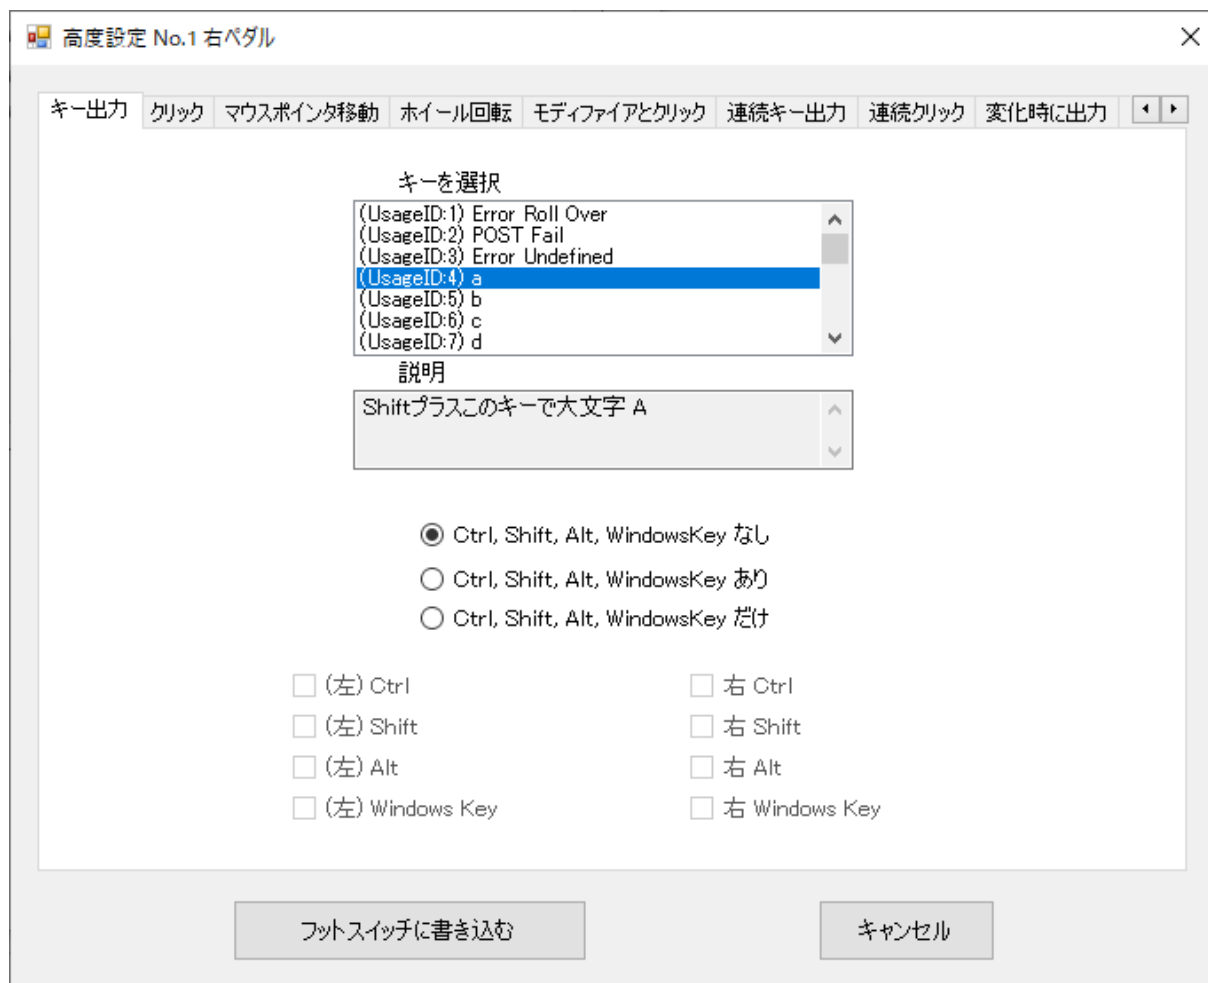 高度設定 No.1 右ペダル
キー出力 クリック マウスポインタ移動 ホイール回転 モディファイアとクリック 連続キー出力 連続クリック 変化時に出力
キーを選択
(UsageID:1) Error Roll Over
(UsageID:2) POST Fail
(UsageID:3) Error Undefined
(UsageID:4) a
(UsageID:5) b
(UsageID:6) c
(UsageID:7) d
説明
Shiftプラスこのキーで大文字 A
Ctrl, Shift, Alt, WindowsKey なし
Ctrl, Shift, Alt, WindowsKey あり
Ctrl, Shift, Alt, WindowsKey だけ
(左) Ctrl 右 Ctrl
(左) Shift 右 Shift
(左) Alt 右 Alt
(左) Windows Key 右 Windows Key
フットスイッチに書き込む キャンセル